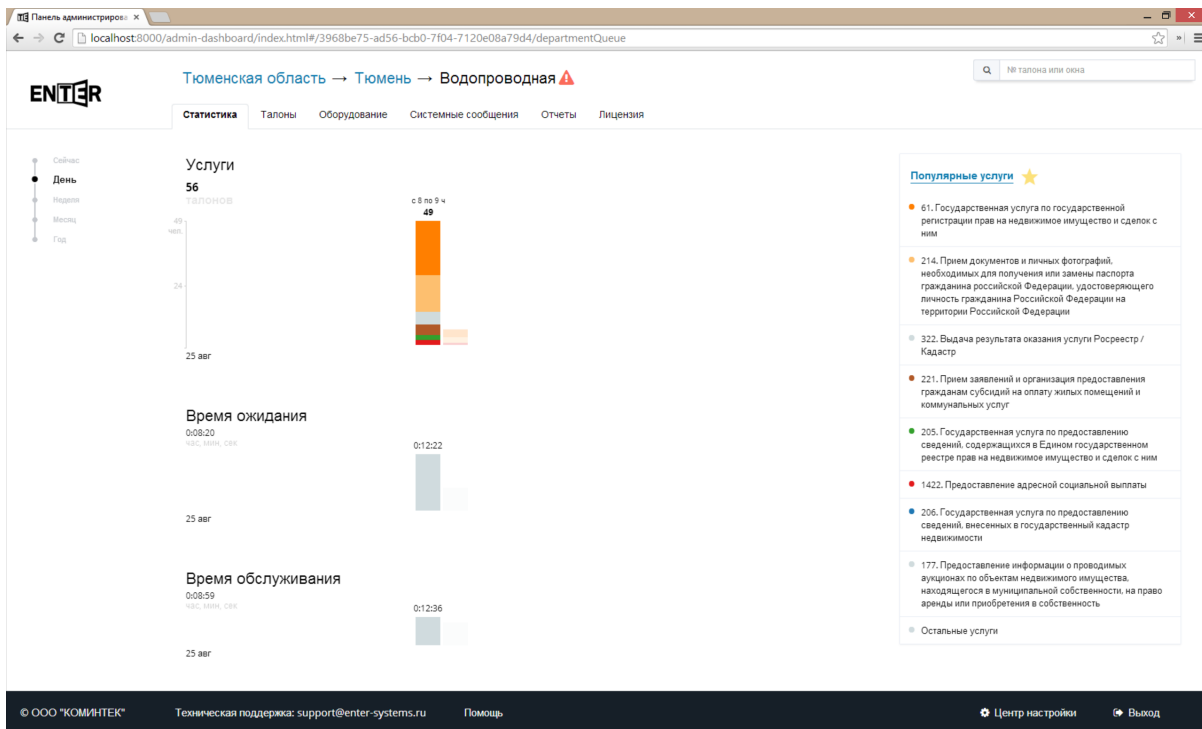 Панель администрирова
localhost:8000/admin-dashboard/index.html#/3968be75-ad56-bcb0-7f04-7120e08a79d4/departmentQueue
ENTER
Тюменская область → Тюмень → Водопроводная
№ талона или окна
Статистика Талоны Оборудование Системные сообщения Отчеты Лицензия
Сейчас
День
Неделя
Месяц
Год
Услуги
56
талонов
с 8 по 9 ч
49
49
чел.
24
25 авг
Время ожидания
0:08:20
час, мин, сек
0:12:22
25 авг
Время обслуживания
0:08:59
час, мин, сек
0:12:36
25 авг
Популярные услуги
61. Государственная услуга по государственной
регистрации прав на недвижимое имущество и сделок с
ним
214. Прием документов и личных фотографий,
необходимых для получения или замены паспорта
гражданина российской Федерации, удостоверяющего
личность гражданина Российской Федерации на
территории Российской Федерации
322. Выдача результата оказания услуги Росреестр /
Кадастр
221. Прием заявлений и организация предоставления
гражданам субсидий на оплату жилых помещений и
коммунальных услуг
205. Государственная услуга по предоставлению
сведений, содержащихся в Едином государственном
реестре прав на недвижимое имущество и сделок с ним
1422. Предоставление адресной социальной выплаты
206. Государственная услуга по предоставлению
сведений, внесенных в государственный кадастр
недвижимости
177. Предоставление информации о проводимых
аукционах по объектам недвижимого имущества,
находящегося в муниципальной собственности, на право
аренды или приобретения в собственность
Остальные услуги
© ООО "КОМИНТЕК" Техническая поддержка: support@enter-systems.ru Помощь Центр настройки Выход